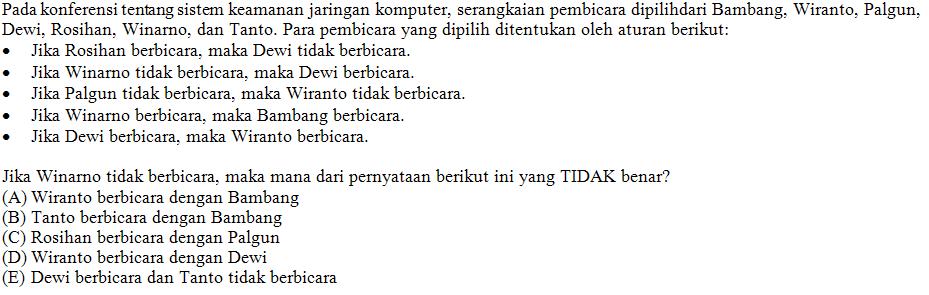 Pada konferensi tentang sistem keamanan jaringan komputer, serangkaian pembicara dipilihdari Bambang, Wiranto, Palgun,
Dewi, Rosihan, Winarno, dan Tanto. Para pembicara yang dipilih ditentukan oleh aturan berikut:
• Jika Rosihan berbicara, maka Dewi tidak berbicara.
• Jika Winarno tidak berbicara, maka Dewi berbicara.
• Jika Palgun tidak berbicara, maka Wiranto tidak berbicara.
• Jika Winarno berbicara, maka Bambang berbicara.
• Jika Dewi berbicara, maka Wiranto berbicara.
Jika Winarno tidak berbicara, maka mana dari pernyataan berikut ini yang TIDAK benar?
(A) Wiranto berbicara dengan Bambang
(B) Tanto berbicara dengan Bambang
(C) Rosihan berbicara dengan Palgun
(D) Wiranto berbicara dengan Dewi
(E) Dewi berbicara dan Tanto tidak berbicara